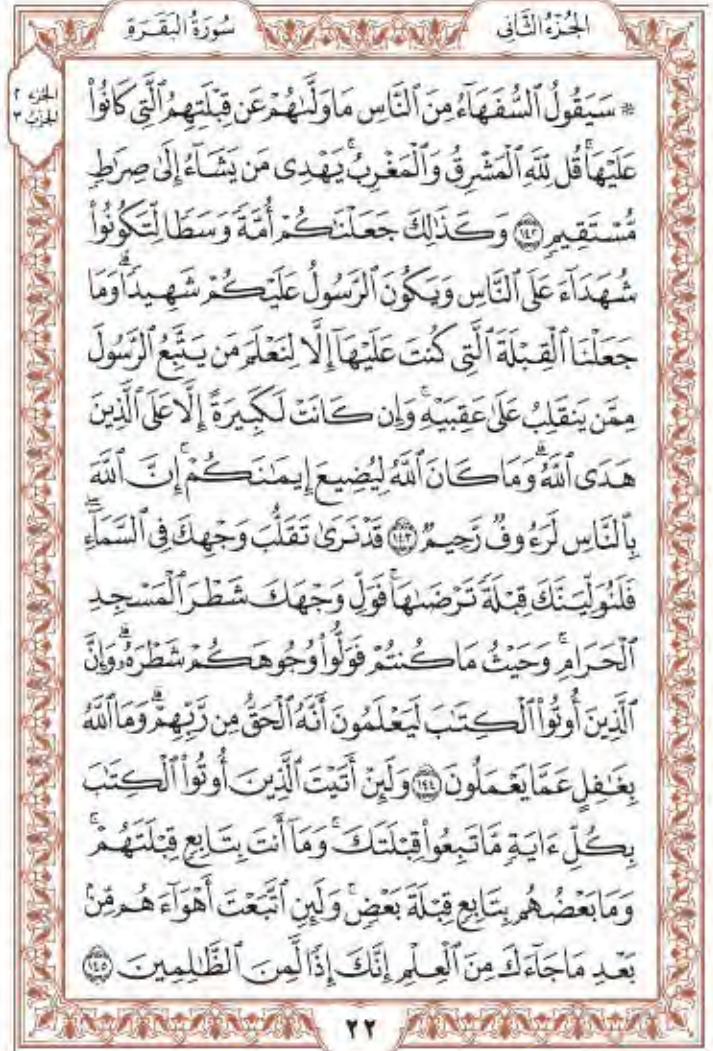 الجُزْءُ الثَّانِي
سُورَةُ البَقَرَةِ
الجزء ٢
الحزب ٣
۞ سَيَقُولُ ٱلسُّفَهَآءُ مِنَ ٱلنَّاسِ مَاوَلَّىٰهُمْ عَن قِبْلَتِهِمُ ٱلَّتِي كَانُواْ
عَلَيْهَاۚ قُل لِّلَّهِ ٱلْمَشْرِقُ وَٱلْمَغْرِبُۚ يَهْدِي مَن يَشَآءُ إِلَىٰ صِرَٰطٖ
مُّسْتَقِيمٖ ١٤٢ وَكَذَٰلِكَ جَعَلْنَٰكُمْ أُمَّةٗ وَسَطٗا لِّتَكُونُواْ
شُهَدَآءَ عَلَى ٱلنَّاسِ وَيَكُونَ ٱلرَّسُولُ عَلَيْكُمْ شَهِيدٗاۗ وَمَا
جَعَلْنَا ٱلْقِبْلَةَ ٱلَّتِي كُنتَ عَلَيْهَآ إِلَّا لِنَعْلَمَ مَن يَتَّبِعُ ٱلرَّسُولَ
مِمَّن يَنقَلِبُ عَلَىٰ عَقِبَيْهِۚ وَإِن كَانَتْ لَكَبِيرَةً إِلَّا عَلَى ٱلَّذِينَ
هَدَى ٱللَّهُۗ وَمَا كَانَ ٱللَّهُ لِيُضِيعَ إِيمَٰنَكُمْۚ إِنَّ ٱللَّهَ
بِٱلنَّاسِ لَرَءُوفٞ رَّحِيمٞ ١٤٣ قَدْ نَرَىٰ تَقَلُّبَ وَجْهِكَ فِي ٱلسَّمَآءِۖ
فَلَنُوَلِّيَنَّكَ قِبْلَةٗ تَرْضَىٰهَاۚ فَوَلِّ وَجْهَكَ شَطْرَ ٱلْمَسْجِدِ
ٱلْحَرَامِۚ وَحَيْثُ مَا كُنتُمْ فَوَلُّواْ وُجُوهَكُمْ شَطْرَهُۥۗ وَإِنَّ
ٱلَّذِينَ أُوتُواْ ٱلْكِتَٰبَ لَيَعْلَمُونَ أَنَّهُ ٱلْحَقُّ مِن رَّبِّهِمْۗ وَمَا ٱللَّهُ
بِغَٰفِلٍ عَمَّا يَعْمَلُونَ ١٤٤ وَلَئِنْ أَتَيْتَ ٱلَّذِينَ أُوتُواْ ٱلْكِتَٰبَ
بِكُلِّ ءَايَةٖ مَّا تَبِعُواْ قِبْلَتَكَۚ وَمَآ أَنتَ بِتَابِعٖ قِبْلَتَهُمْۚ
وَمَا بَعْضُهُم بِتَابِعٖ قِبْلَةَ بَعْضٖۚ وَلَئِنِ ٱتَّبَعْتَ أَهْوَآءَهُم مِّنۢ
بَعْدِ مَا جَآءَكَ مِنَ ٱلْعِلْمِ إِنَّكَ إِذٗا لَّمِنَ ٱلظَّٰلِمِينَ ١٤٥
٢٢